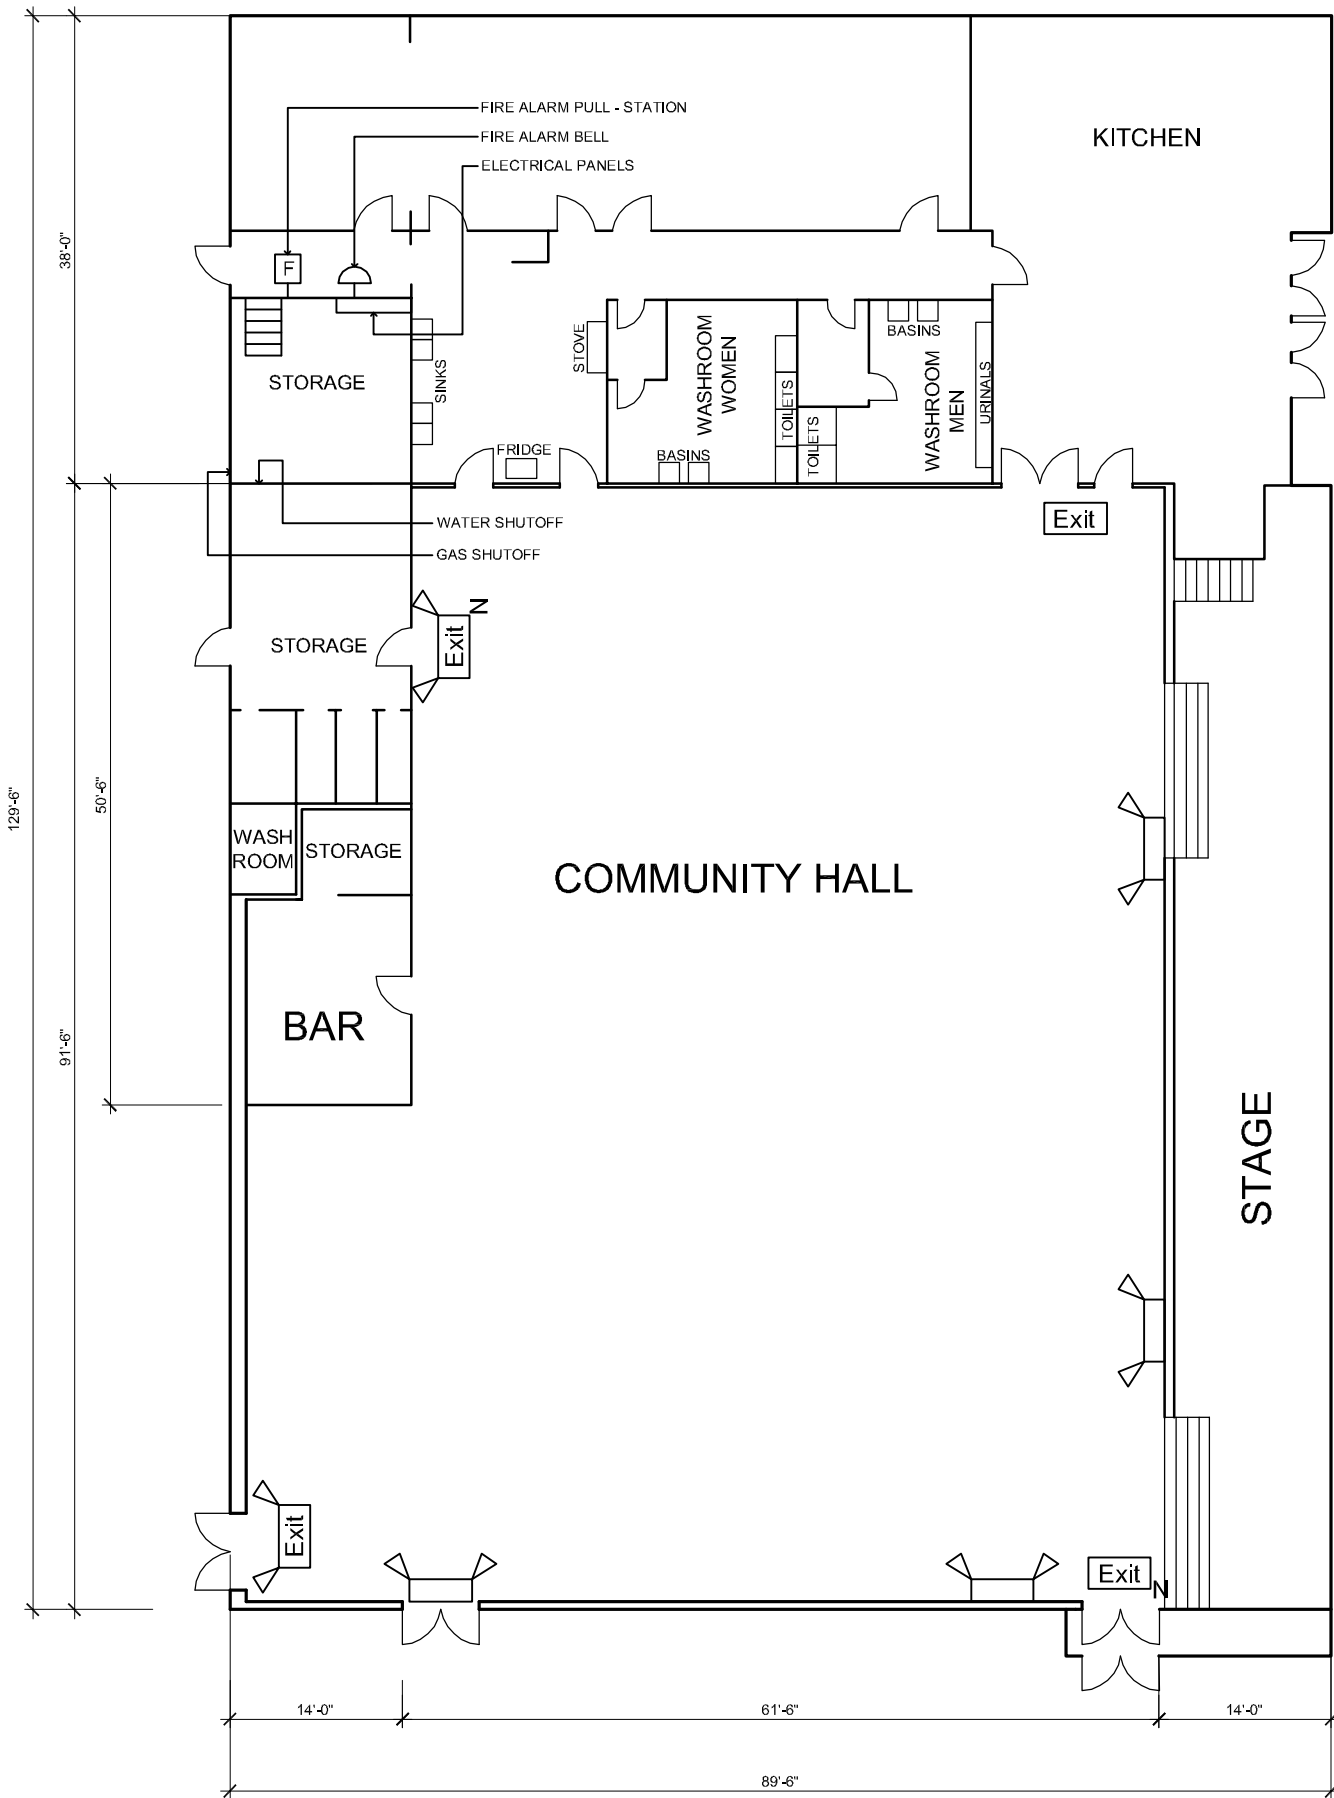 FIRE ALARM PULL - STATION
FIRE ALARM BELL
ELECTRICAL PANELS
KITCHEN
38'-0"
F
STORAGE
SINKS
STOVE
WASHROOM
WOMEN
TOILETS
BASINS
FRIDGE
TOILETS
BASINS
WASHROOM
MEN
URINALS
WATER SHUTOFF
GAS SHUTOFF
Exit
N
Exit
STORAGE
129'-6"
50'-6"
WASH
ROOM
STORAGE
COMMUNITY HALL
BAR
91'-6"
STAGE
Exit
Exit
N
14'-0"
61'-6"
14'-0"
89'-6"